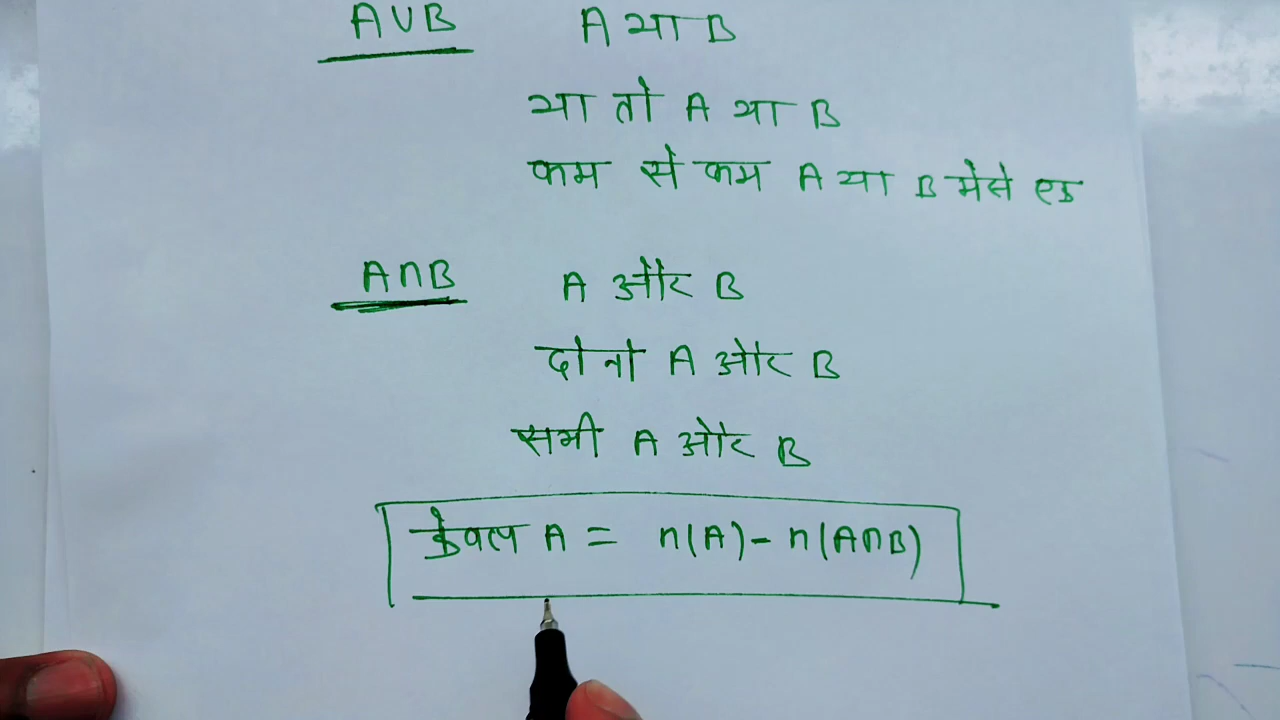 A∪B A या B
या तो A या B
कम से कम A या B मेसे एक
A∩B A और B
दोनो A और B
सभी A और B
केवल A = n(A) - n(A∩B)